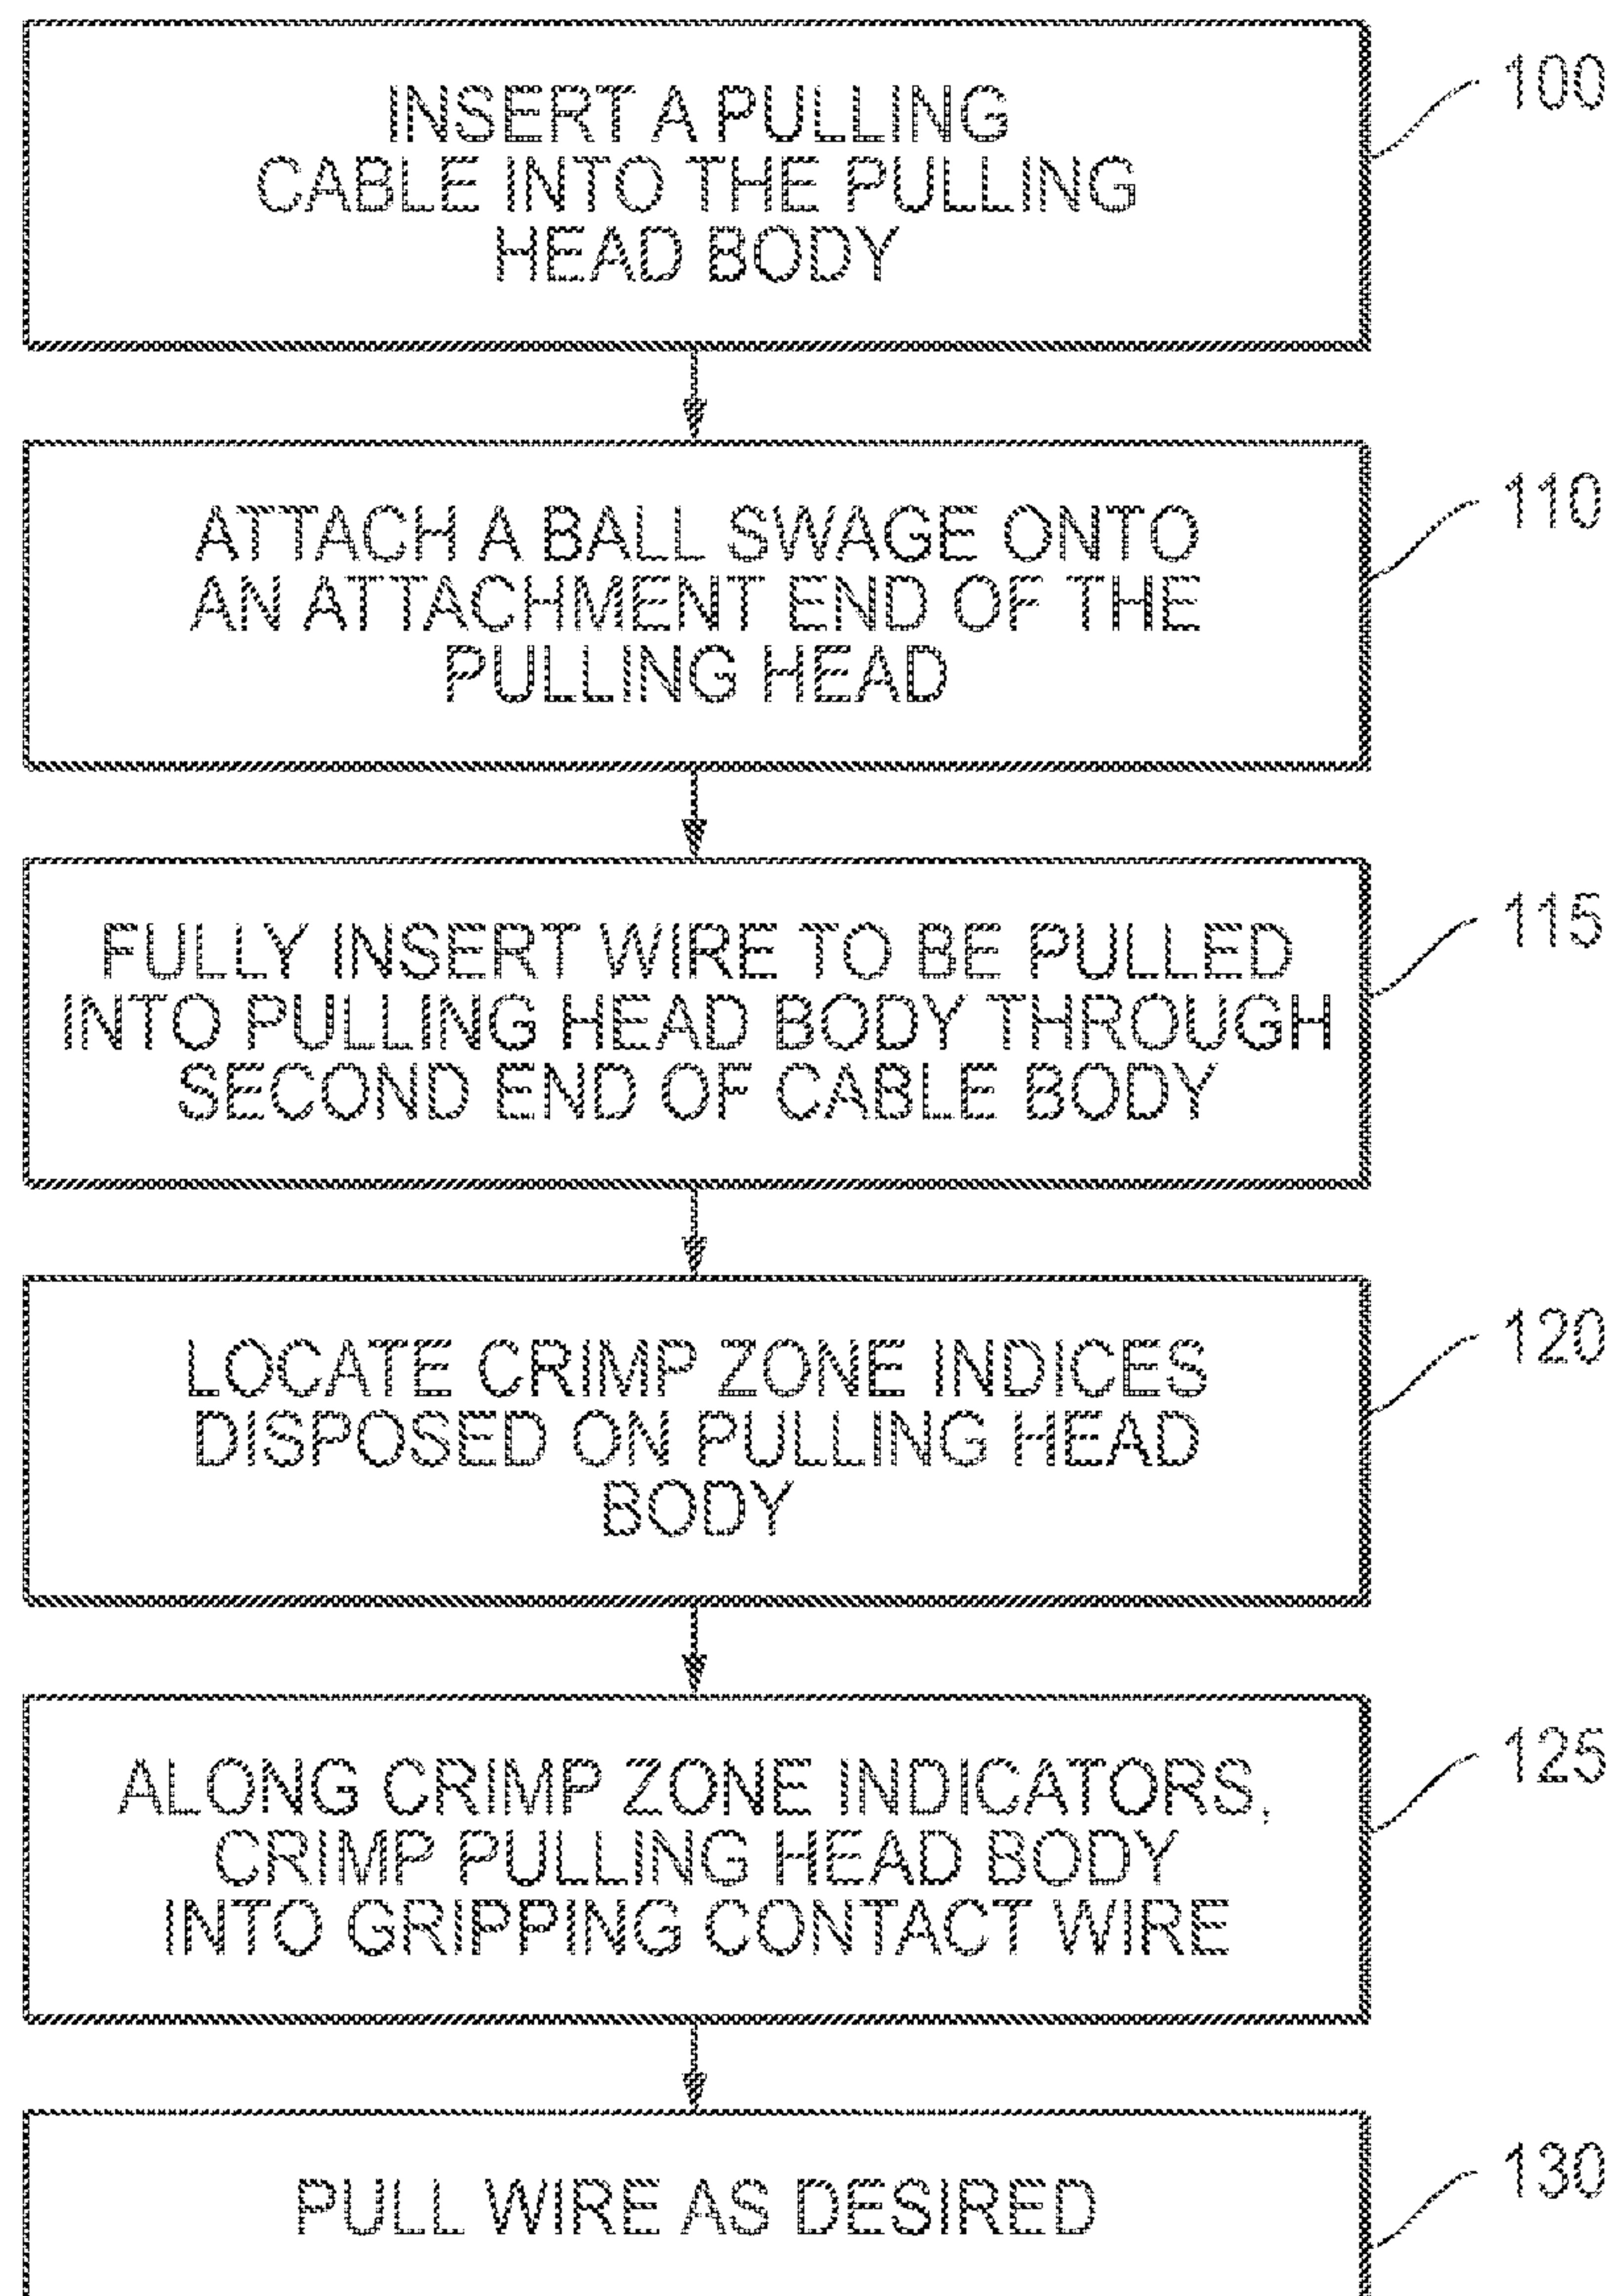 INSERT A PULLING
CABLE INTO THE PULLING
HEAD BODY
100
ATTACH A BALL SWAGE ONTO
AN ATTACHMENT END OF THE
PULLING HEAD
110
FULLY INSERT WIRE TO BE PULLED
INTO PULLING HEAD BODY THROUGH
SECOND END OF CABLE BODY
115
LOCATE CRIMP ZONE INDICES
DISPOSED ON PULLING HEAD
BODY
120
ALONG CRIMP ZONE INDICATORS,
CRIMP PULLING HEAD BODY
INTO GRIPPING CONTACT WIRE
125
PULL WIRE AS DESIRED
130